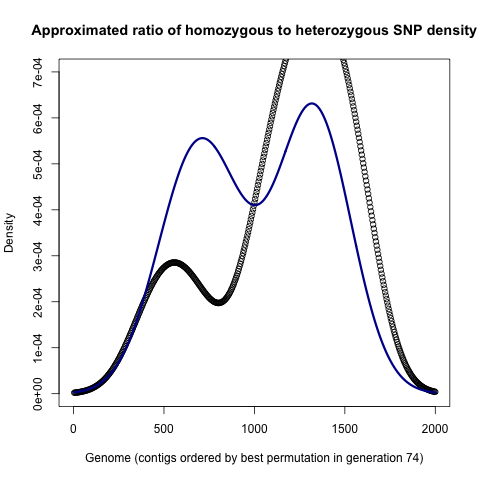 Approximated ratio of homozygous to heterozygous SNP density
7e-04
6e-04
5e-04
4e-04
3e-04
2e-04
1e-04
0e+00
Density
0 500 1000 1500 2000
Genome (contigs ordered by best permutation in generation 74)